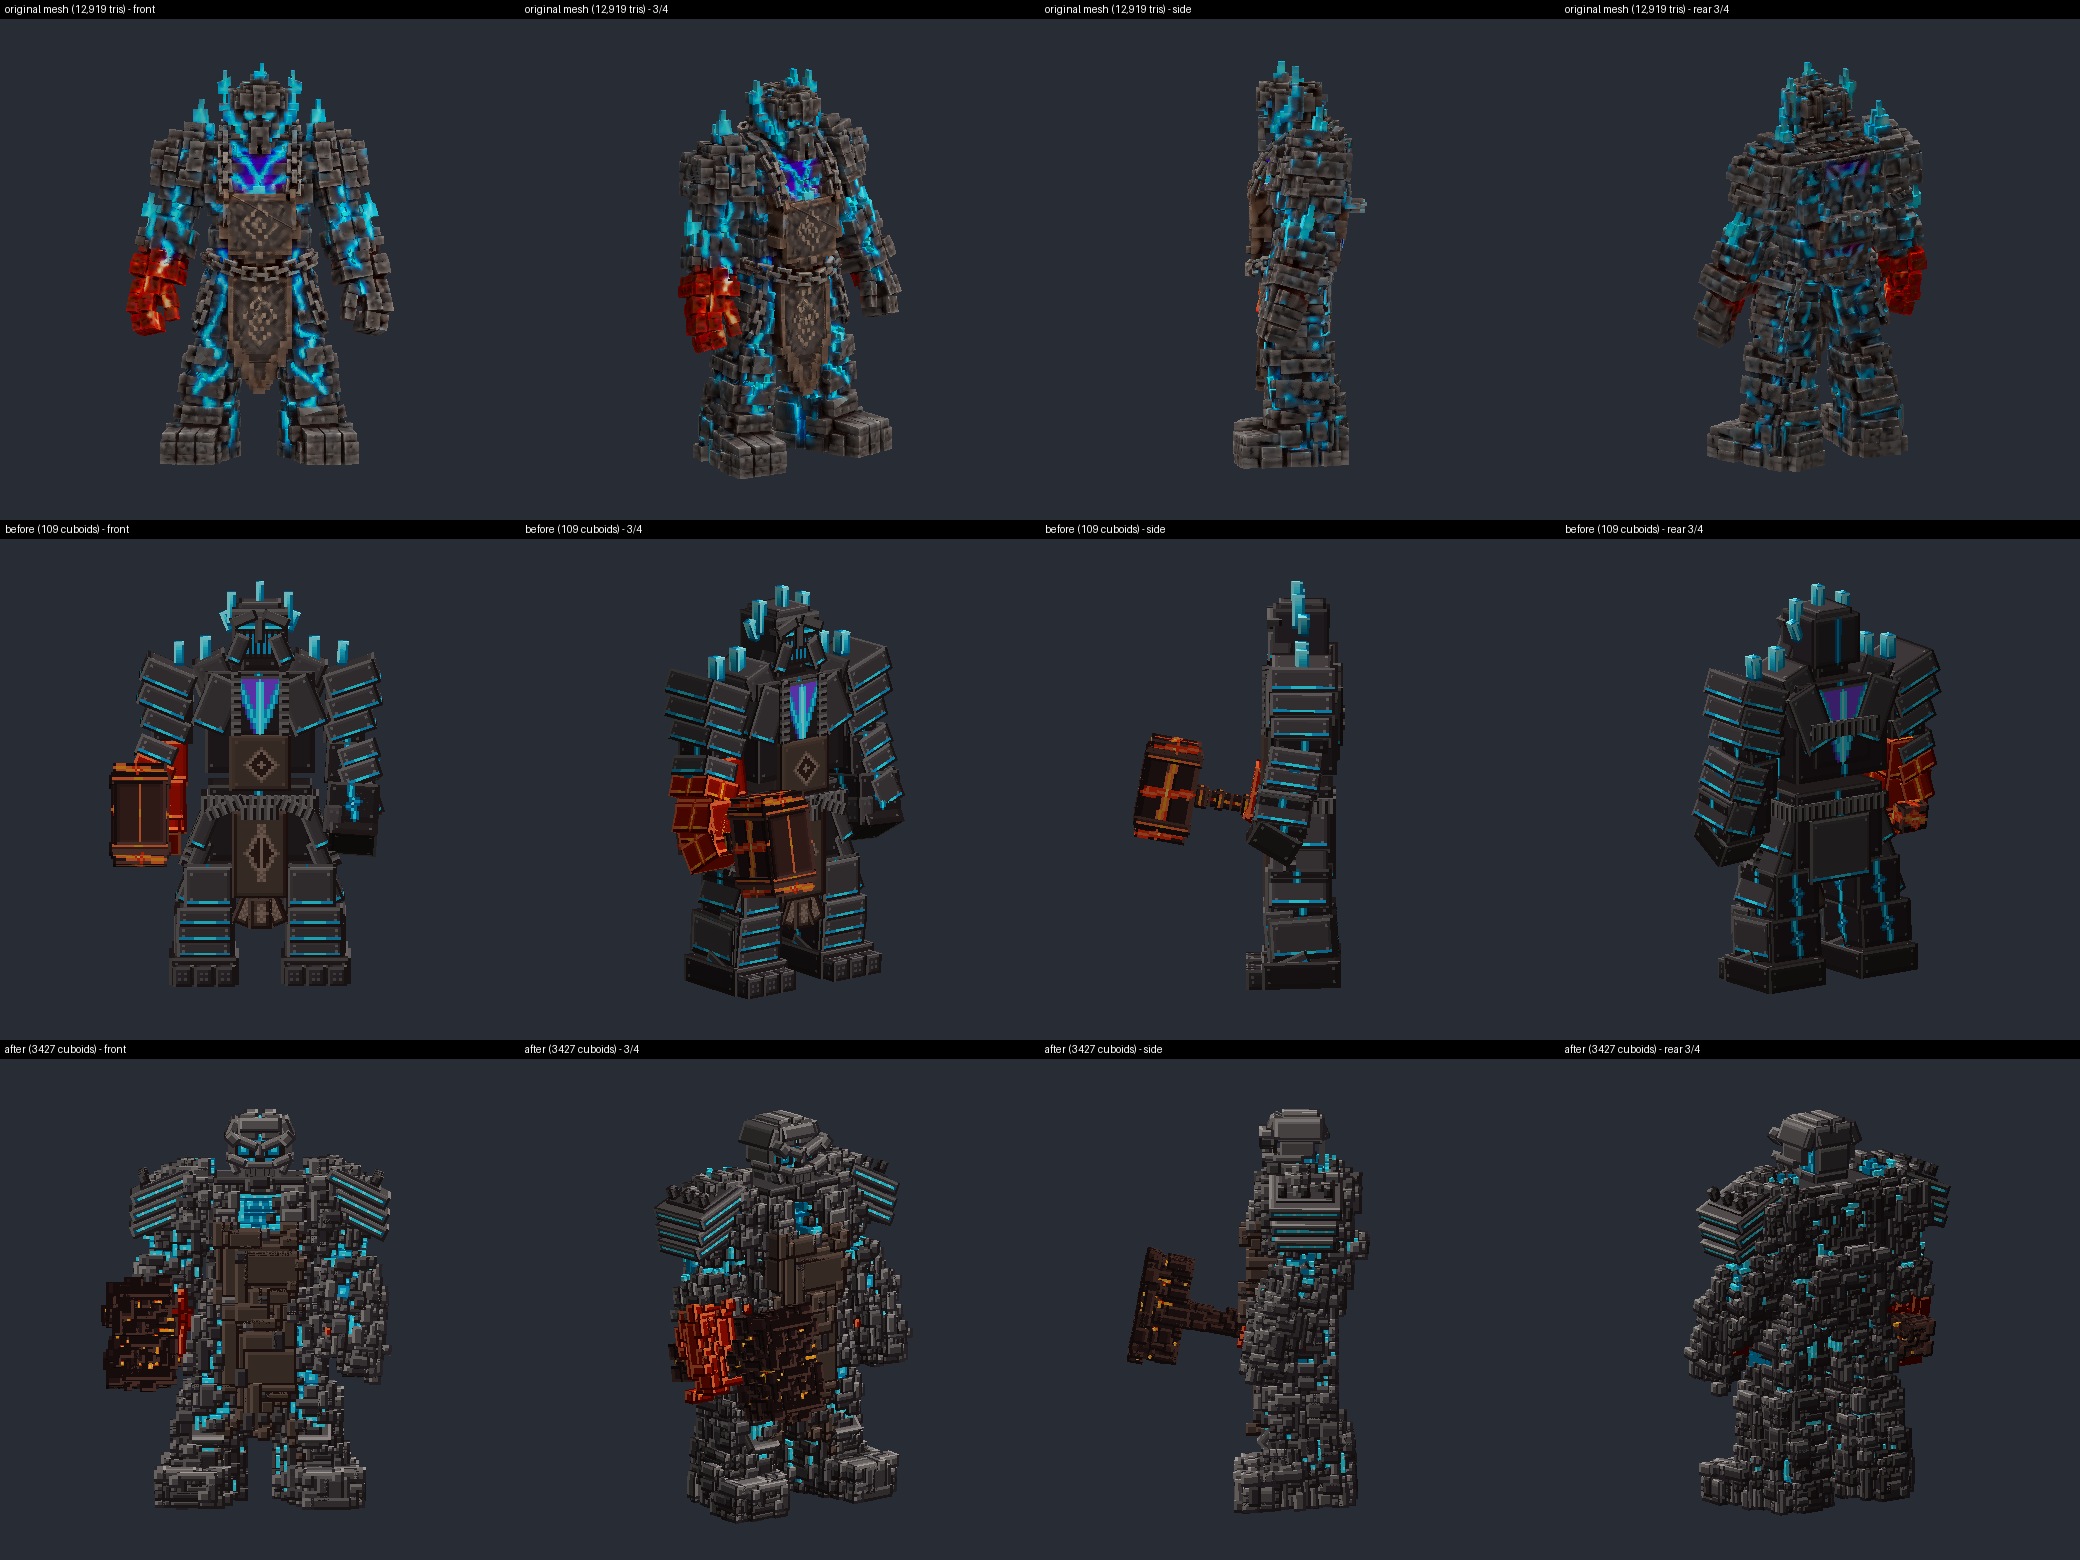 original mesh (12,919 tris) - front
original mesh (12,919 tris) - 3/4
original mesh (12,919 tris) - side
original mesh (12,919 tris) - rear 3/4
before (109 cuboids) - front
before (109 cuboids) - 3/4
before (109 cuboids) - side
before (109 cuboids) - rear 3/4
after (3427 cuboids) - front
after (3427 cuboids) - 3/4
after (3427 cuboids) - side
after (3427 cuboids) - rear 3/4